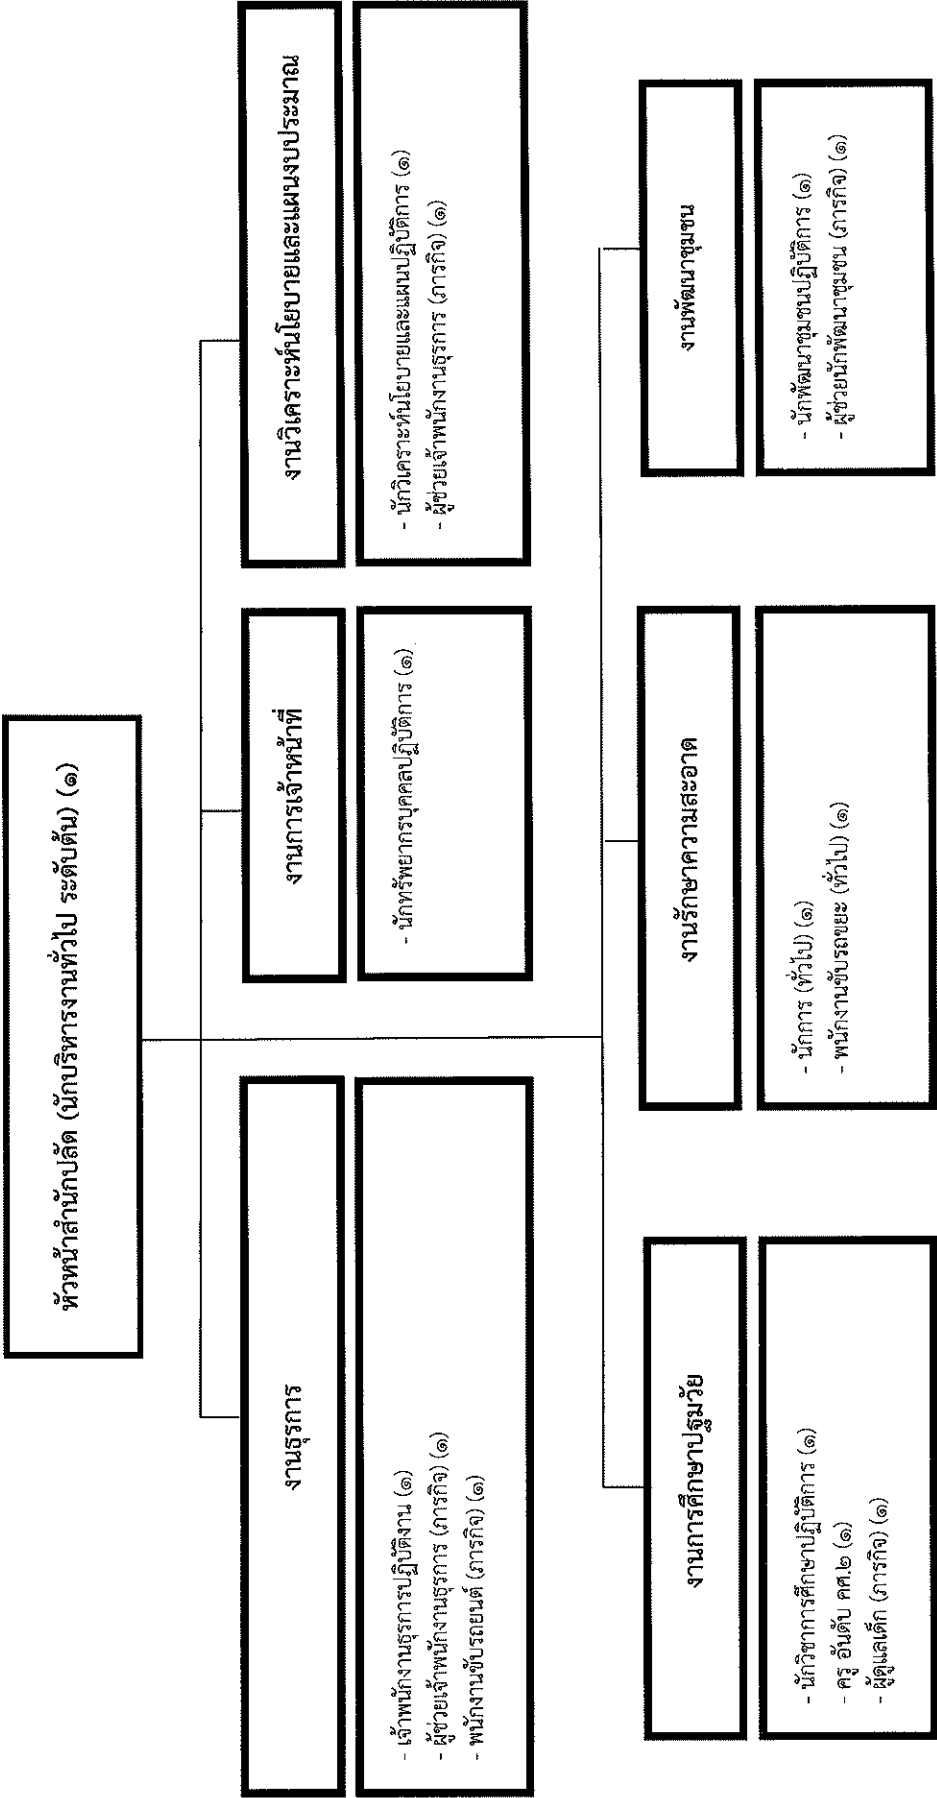 หัวหน้าสำนักปลัด (นักบริหารงานทั่วไป ระดับต้น) (๑)
งานธุรการ
- เจ้าพนักงานธุรการปฏิบัติงาน (๑)
- ผู้ช่วยเจ้าพนักงานธุรการ (ภารกิจ) (๑)
- พนักงานขับรถยนต์ (ภารกิจ) (๑)
งานการเจ้าหน้าที่
- นักทรัพยากรบุคคลปฏิบัติการ (๑)
งานวิเคราะห์นโยบายและแผนงบประมาณ
- นักวิเคราะห์นโยบายและแผนปฏิบัติการ (๑)
- ผู้ช่วยเจ้าพนักงานธุรการ (ภารกิจ) (๑)
งานการศึกษาปฐมวัย
- นักวิชาการศึกษาปฏิบัติการ (๑)
- ครู อันดับ คศ.๒ (๑)
- ผู้ดูแลเด็ก (ภารกิจ) (๑)
งานรักษาความสะอาด
- นักการ (ทั่วไป) (๑)
- พนักงานขับรถขยะ (ทั่วไป) (๑)
งานพัฒนาชุมชน
- นักพัฒนาชุมชนปฏิบัติการ (๑)
- ผู้ช่วยนักพัฒนาชุมชน (ภารกิจ) (๑)